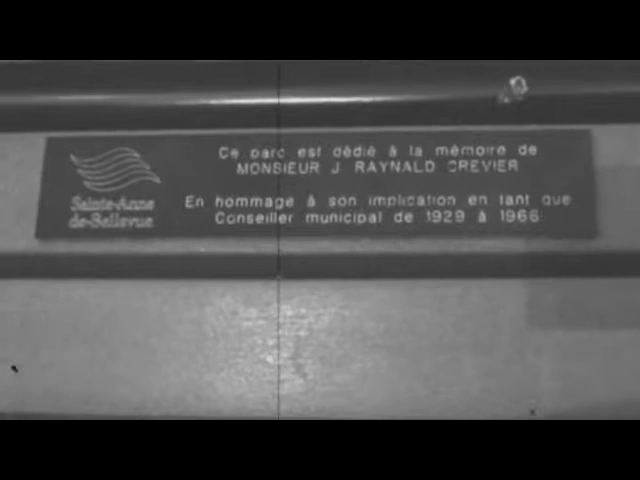 Ce parc est dédié à la mémoire de
MONSIEUR J RAYNALD CREVIER
En hommage à son implication en tant que
Conseiller municipal de 1929 à 1966
Sainte-Anne
de-Bellevue